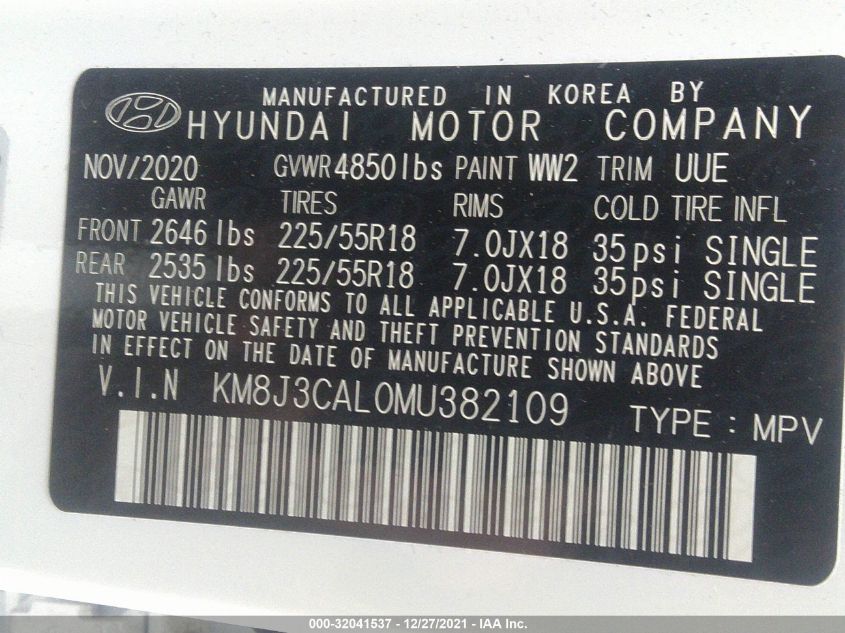 MANUFACTURED IN KOREA BY
HYUNDAI MOTOR COMPANY
NOV/2020 GVWR 4850lbs PAINT WW2 TRIM UUE
GAWR TIRES RIMS COLD TIRE INFL
FRONT 2646 lbs 225/55R18 7.0JX18 35psi SINGLE
REAR 2535 lbs 225/55R18 7.0JX18 35psi SINGLE
THIS VEHICLE CONFORMS TO ALL APPLICABLE U.S.A. FEDERAL
MOTOR VEHICLE SAFETY AND THEFT PREVENTION STANDARDS
IN EFFECT ON THE DATE OF MANUFACTURE SHOWN ABOVE
V.I.N KM8J3CAL0MU382109 TYPE : MPV
000-32041537 - 12/27/2021 - IAA Inc.